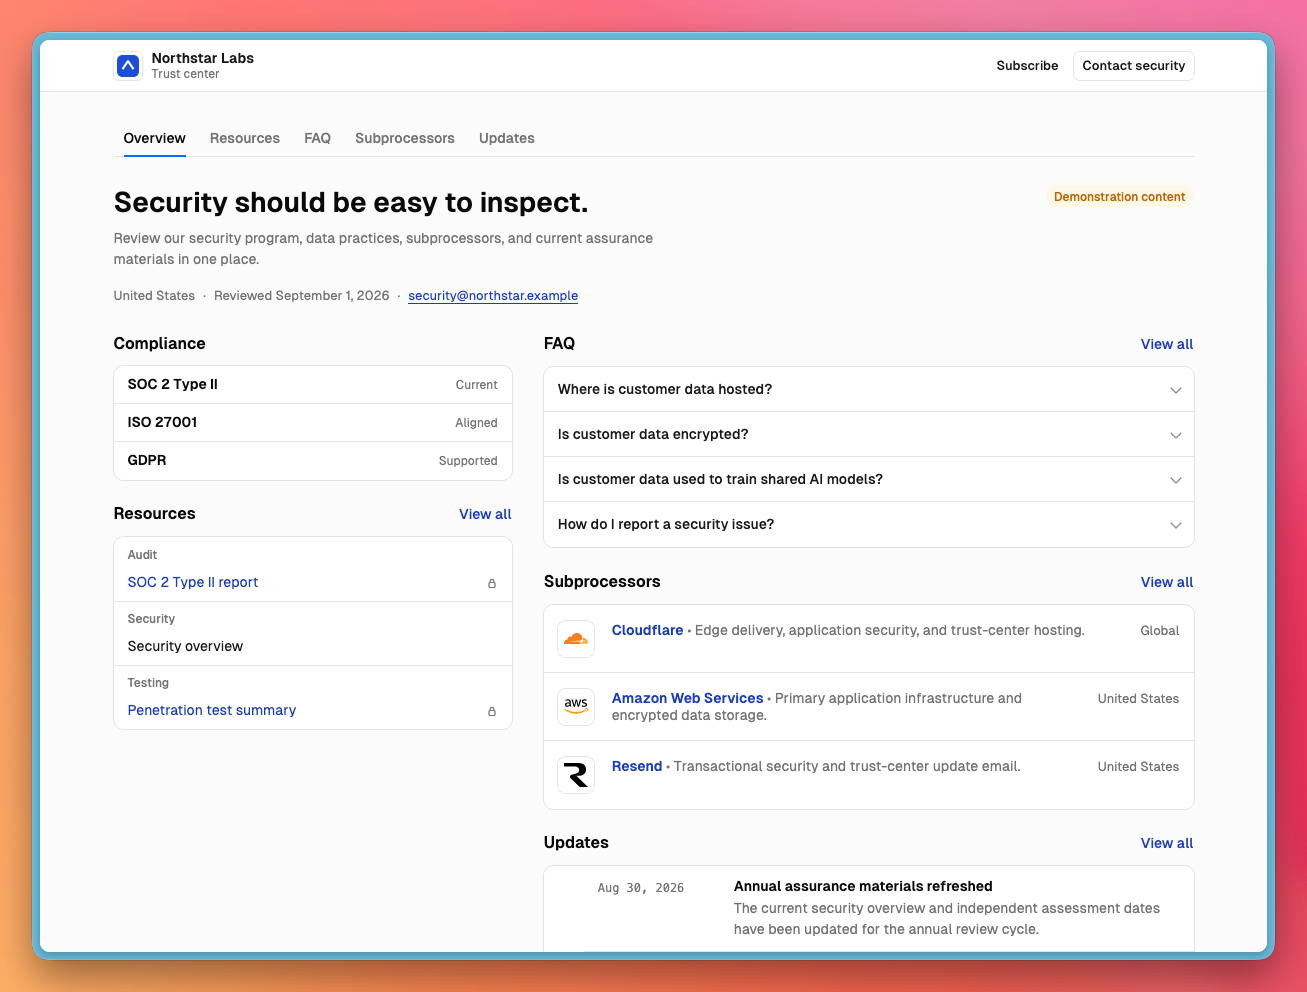 Northstar Labs
Trust center
Subscribe
Contact security
Overview
Resources
FAQ
Subprocessors
Updates
Security should be easy to inspect.
Demonstration content
Review our security program, data practices, subprocessors, and current assurance
materials in one place.
United States · Reviewed September 1, 2026 · security@northstar.example
Compliance
SOC 2 Type II
Current
ISO 27001
Aligned
GDPR
Supported
Resources
View all
Audit
SOC 2 Type II report
Security
Security overview
Testing
Penetration test summary
FAQ
View all
Where is customer data hosted?
Is customer data encrypted?
Is customer data used to train shared AI models?
How do I report a security issue?
Subprocessors
View all
Cloudflare • Edge delivery, application security, and trust-center hosting.
Global
aws
Amazon Web Services • Primary application infrastructure and
encrypted data storage.
United States
Resend • Transactional security and trust-center update email.
United States
Updates
View all
Aug 30, 2026
Annual assurance materials refreshed
The current security overview and independent assessment dates
have been updated for the annual review cycle.